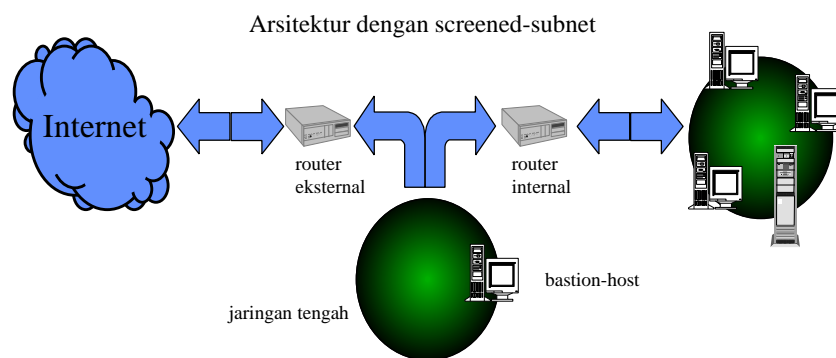 Arsitektur dengan screened-subnet
Internet
router
eksternal
router
internal
bastion-host
jaringan tengah